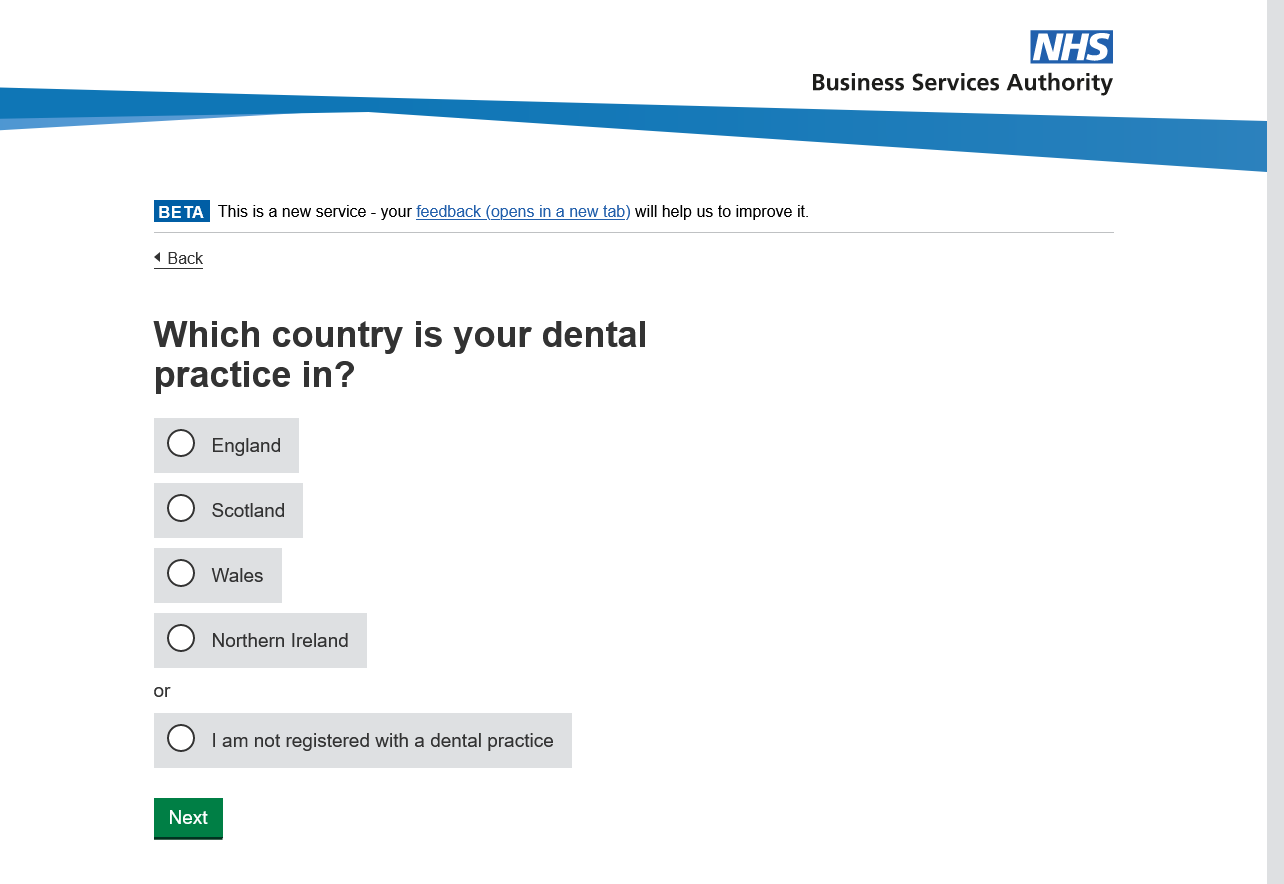 NHS
Business Services Authority
BETA This is a new service - your feedback (opens in a new tab) will help us to improve it.
Back
Which country is your dental
practice in?
England
Scotland
Wales
Northern Ireland
or
I am not registered with a dental practice
Next